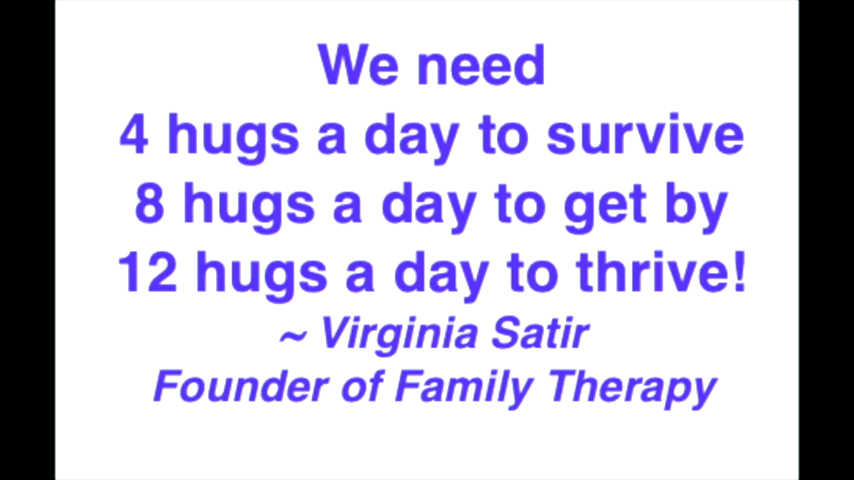 We need
4 hugs a day to survive
8 hugs a day to get by
12 hugs a day to thrive!
~ Virginia Satir
Founder of Family Therapy